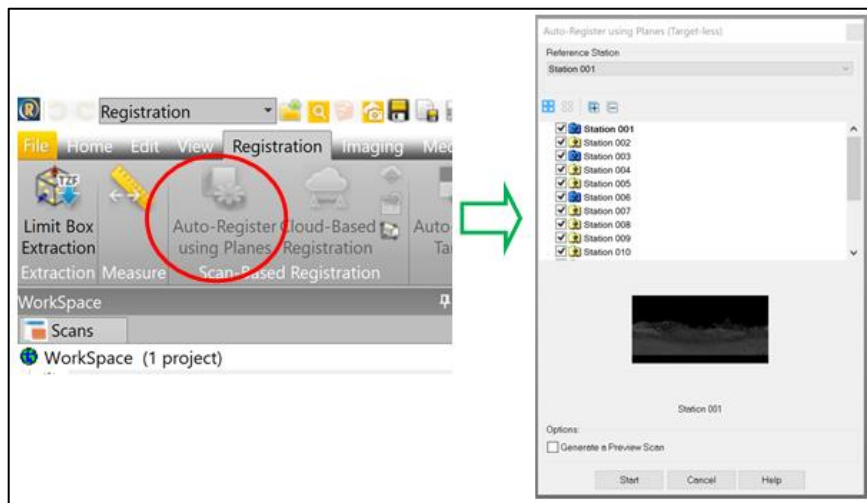 Registration
File Home Edit View Registration Imaging
TZF
Limit Box
Extraction
Auto-Register
using Planes
Cloud-Based
Registration
Auto
Extraction Measure Scan-Based Registration
WorkSpace
Scans
WorkSpace (1 project)
Auto-Register using Planes (Target-less)
Reference Station
Station 001
Station 001
Station 002
Station 003
Station 004
Station 005
Station 006
Station 007
Station 008
Station 009
Station 010
Station 001
Options:
Generate a Preview Scan
Start Cancel Help